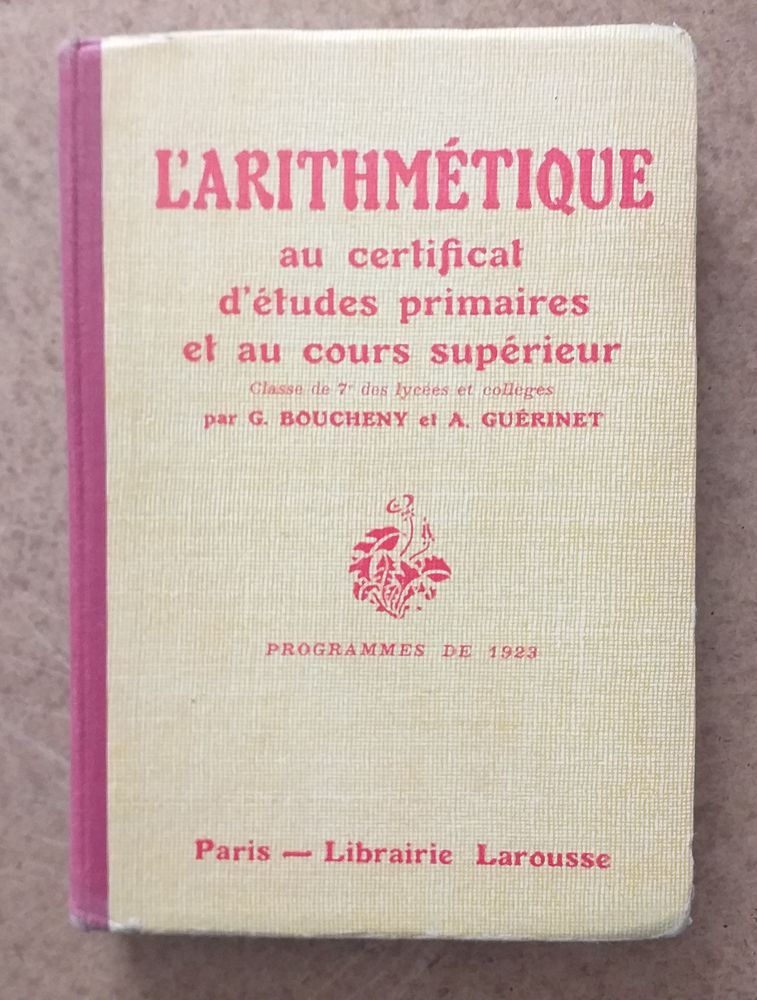 L'ARITHMÉTIQUE
au certificat
d'études primaires
et au cours supérieur
Classe de 7e des lycées et collèges
par G. BOUCHENY et A. GUÉRINET
PROGRAMMES DE 1923
Paris — Librairie Larousse